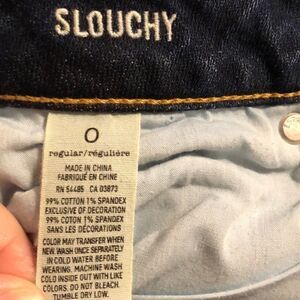 SLOUCHY
O
regular/régulière
MADE IN CHINA
FABRIQUÉ EN CHINE
RN 54485 CA 03873
99% COTTON 1% SPANDEX
EXCLUSIVE OF DECORATION
99% COTTON 1% SPANDEX
SANS LES DÉCORATIONS
COLOR MAY TRANSFER WHEN
NEW. WASH ONCE SEPARATELY
IN COLD WATER BEFORE
WEARING. MACHINE WASH
COLD INSIDE OUT WITH LIKE
COLORS. DO NOT BLEACH.
TUMBLE DRY LOW.